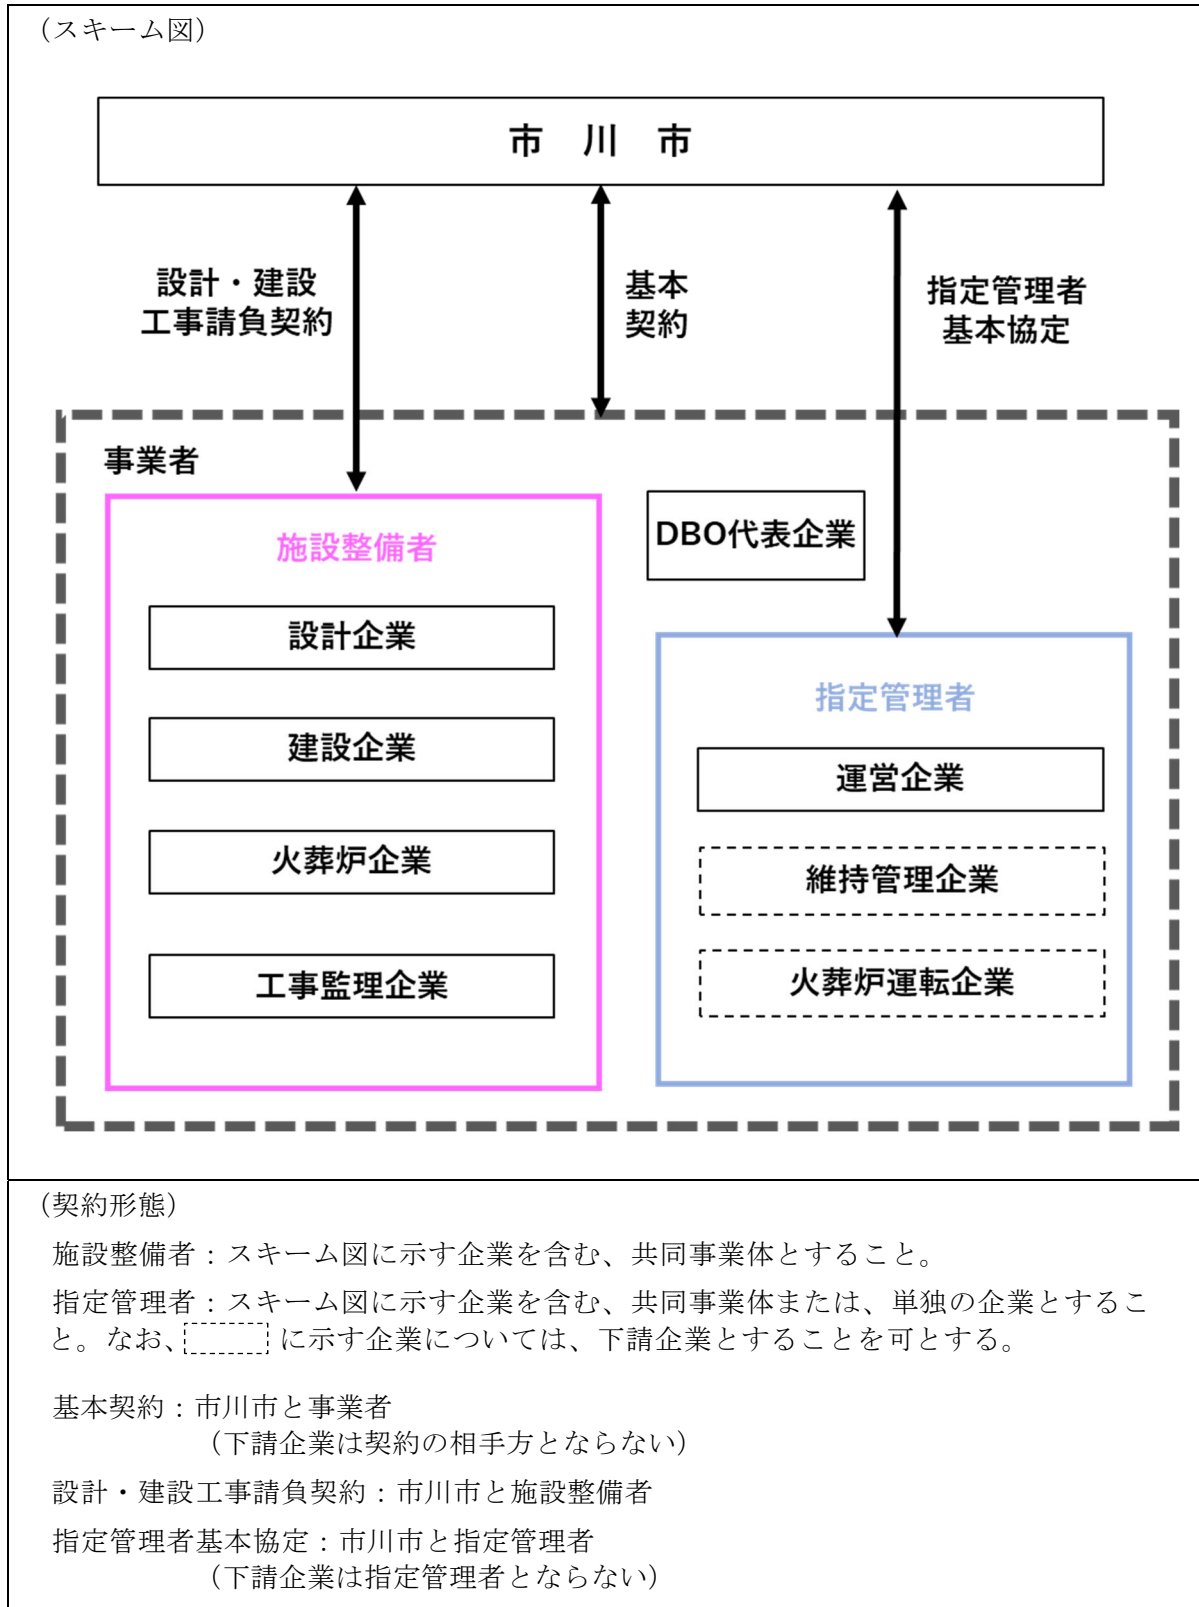 （スキーム図）
市　川　市
設計・建設
工事請負契約
基本
契約
指定管理者
基本協定
事業者
施設整備者
設計企業
建設企業
火葬炉企業
工事監理企業
DBO代表企業
指定管理者
運営企業
維持管理企業
火葬炉運転企業
（契約形態）
施設整備者：スキーム図に示す企業を含む、共同事業体とすること。
指定管理者：スキーム図に示す企業を含む、共同事業体または、単独の企業とするこ
と。なお、　　　に示す企業については、下請企業とすることを可とする。
基本契約：市川市と事業者
（下請企業は契約の相手方とならない）
設計・建設工事請負契約：市川市と施設整備者
指定管理者基本協定：市川市と指定管理者
（下請企業は指定管理者とならない）